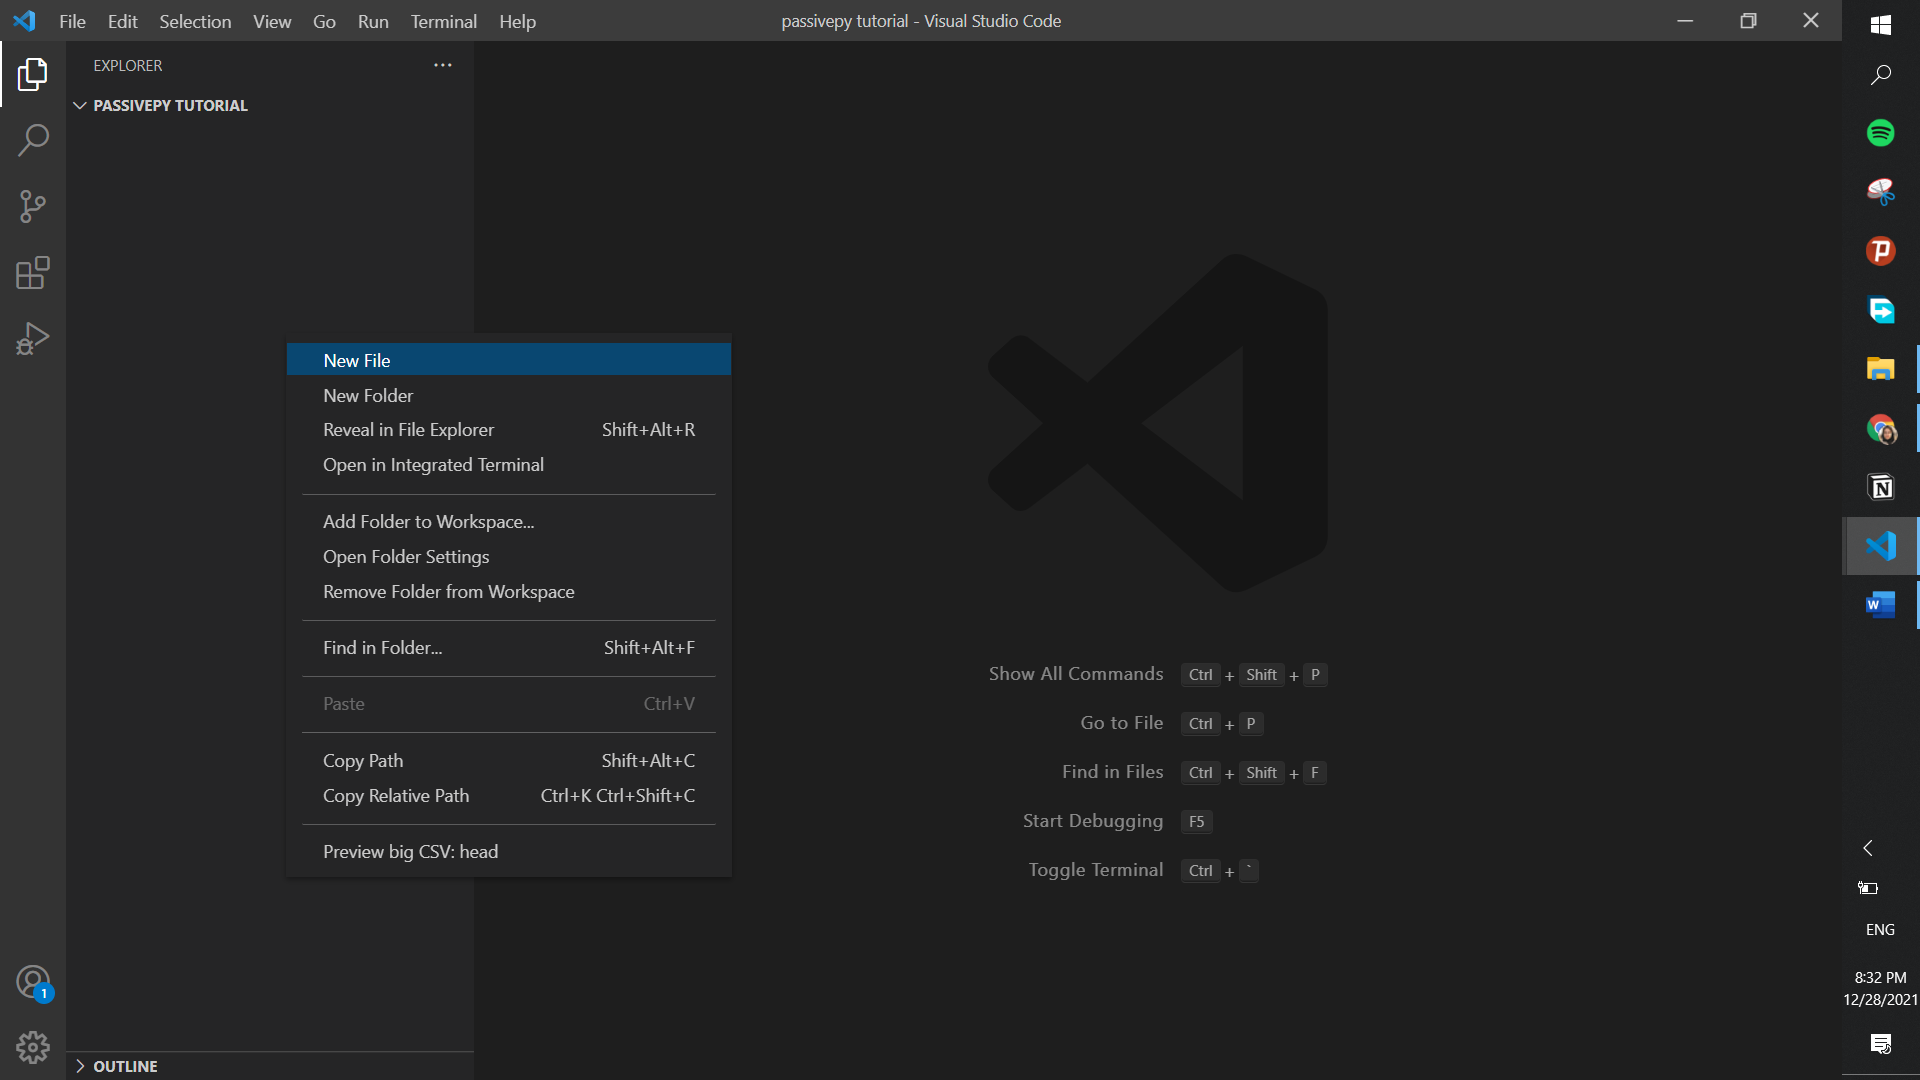 File Edit Selection View Go Run Terminal Help
passivepy tutorial - Visual Studio Code
EXPLORER
PASSIVEPY TUTORIAL
New File
New Folder
Reveal in File Explorer Shift+Alt+R
Open in Integrated Terminal
Add Folder to Workspace...
Open Folder Settings
Remove Folder from Workspace
Find in Folder... Shift+Alt+F
Paste Ctrl+V
Copy Path Shift+Alt+C
Copy Relative Path Ctrl+K Ctrl+Shift+C
Preview big CSV: head
Show All Commands Ctrl + Shift + P
Go to File Ctrl + P
Find in Files Ctrl + Shift + F
Start Debugging F5
Toggle Terminal Ctrl + `
1
OUTLINE
N
W
ENG
8:32 PM
12/28/2021